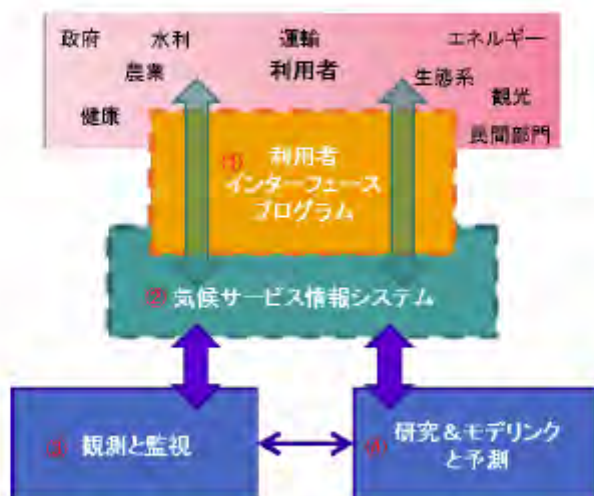 政府 水利 運輸 エネルギー
農業 利用者 生態系
観光
健康
民間部門
(1) 利用者
インターフェース
プログラム
(2) 気候サービス情報システム
(3) 観測と監視
(4) 研究&モデリング
と予測